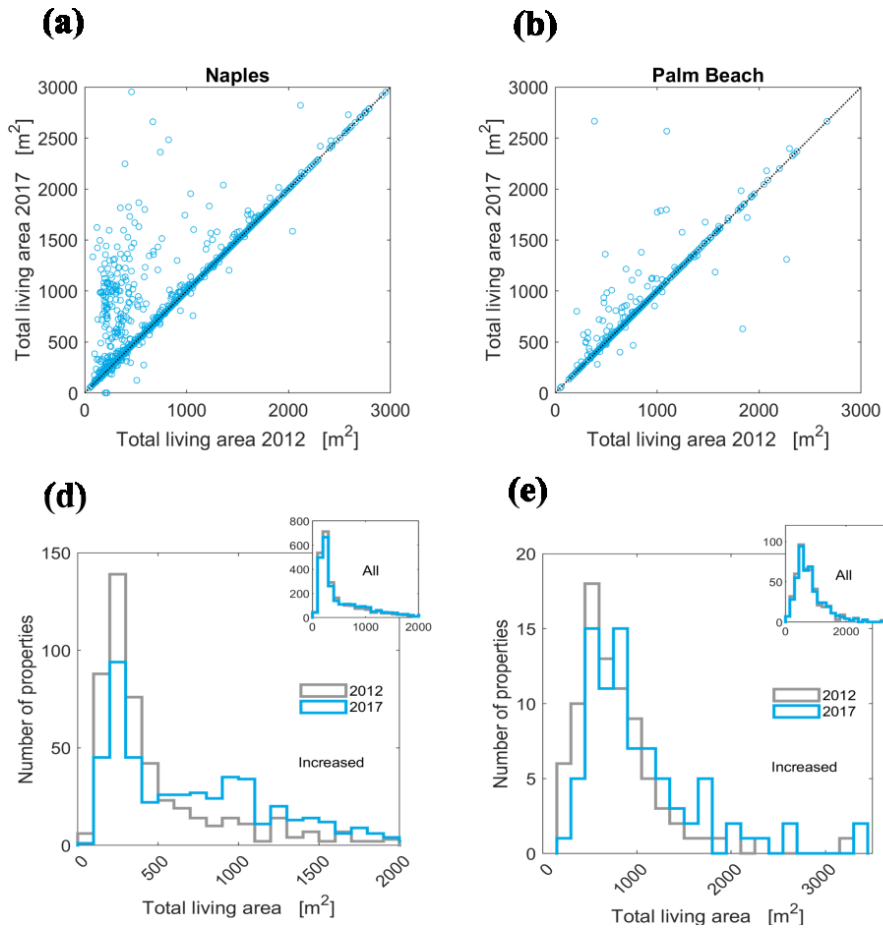 (a)
Naples
Total living area 2017 [m²]
3000
2500
2000
1500
1000
500
0
0 1000 2000 3000
Total living area 2012 [m²]
(b)
Palm Beach
Total living area 2017 [m²]
3000
2500
2000
1500
1000
500
0
0 1000 2000 3000
Total living area 2012 [m²]
(d)
Number of properties
150
100
50
0
0 500 1000 1500 2000
Total living area [m²]
800
600
400
200
0
0 1000 2000
All
2012
2017
Increased
(e)
Number of properties
20
15
10
5
0
0 1000 2000 3000
Total living area [m²]
100
50
0
0 2000
All
2012
2017
Increased